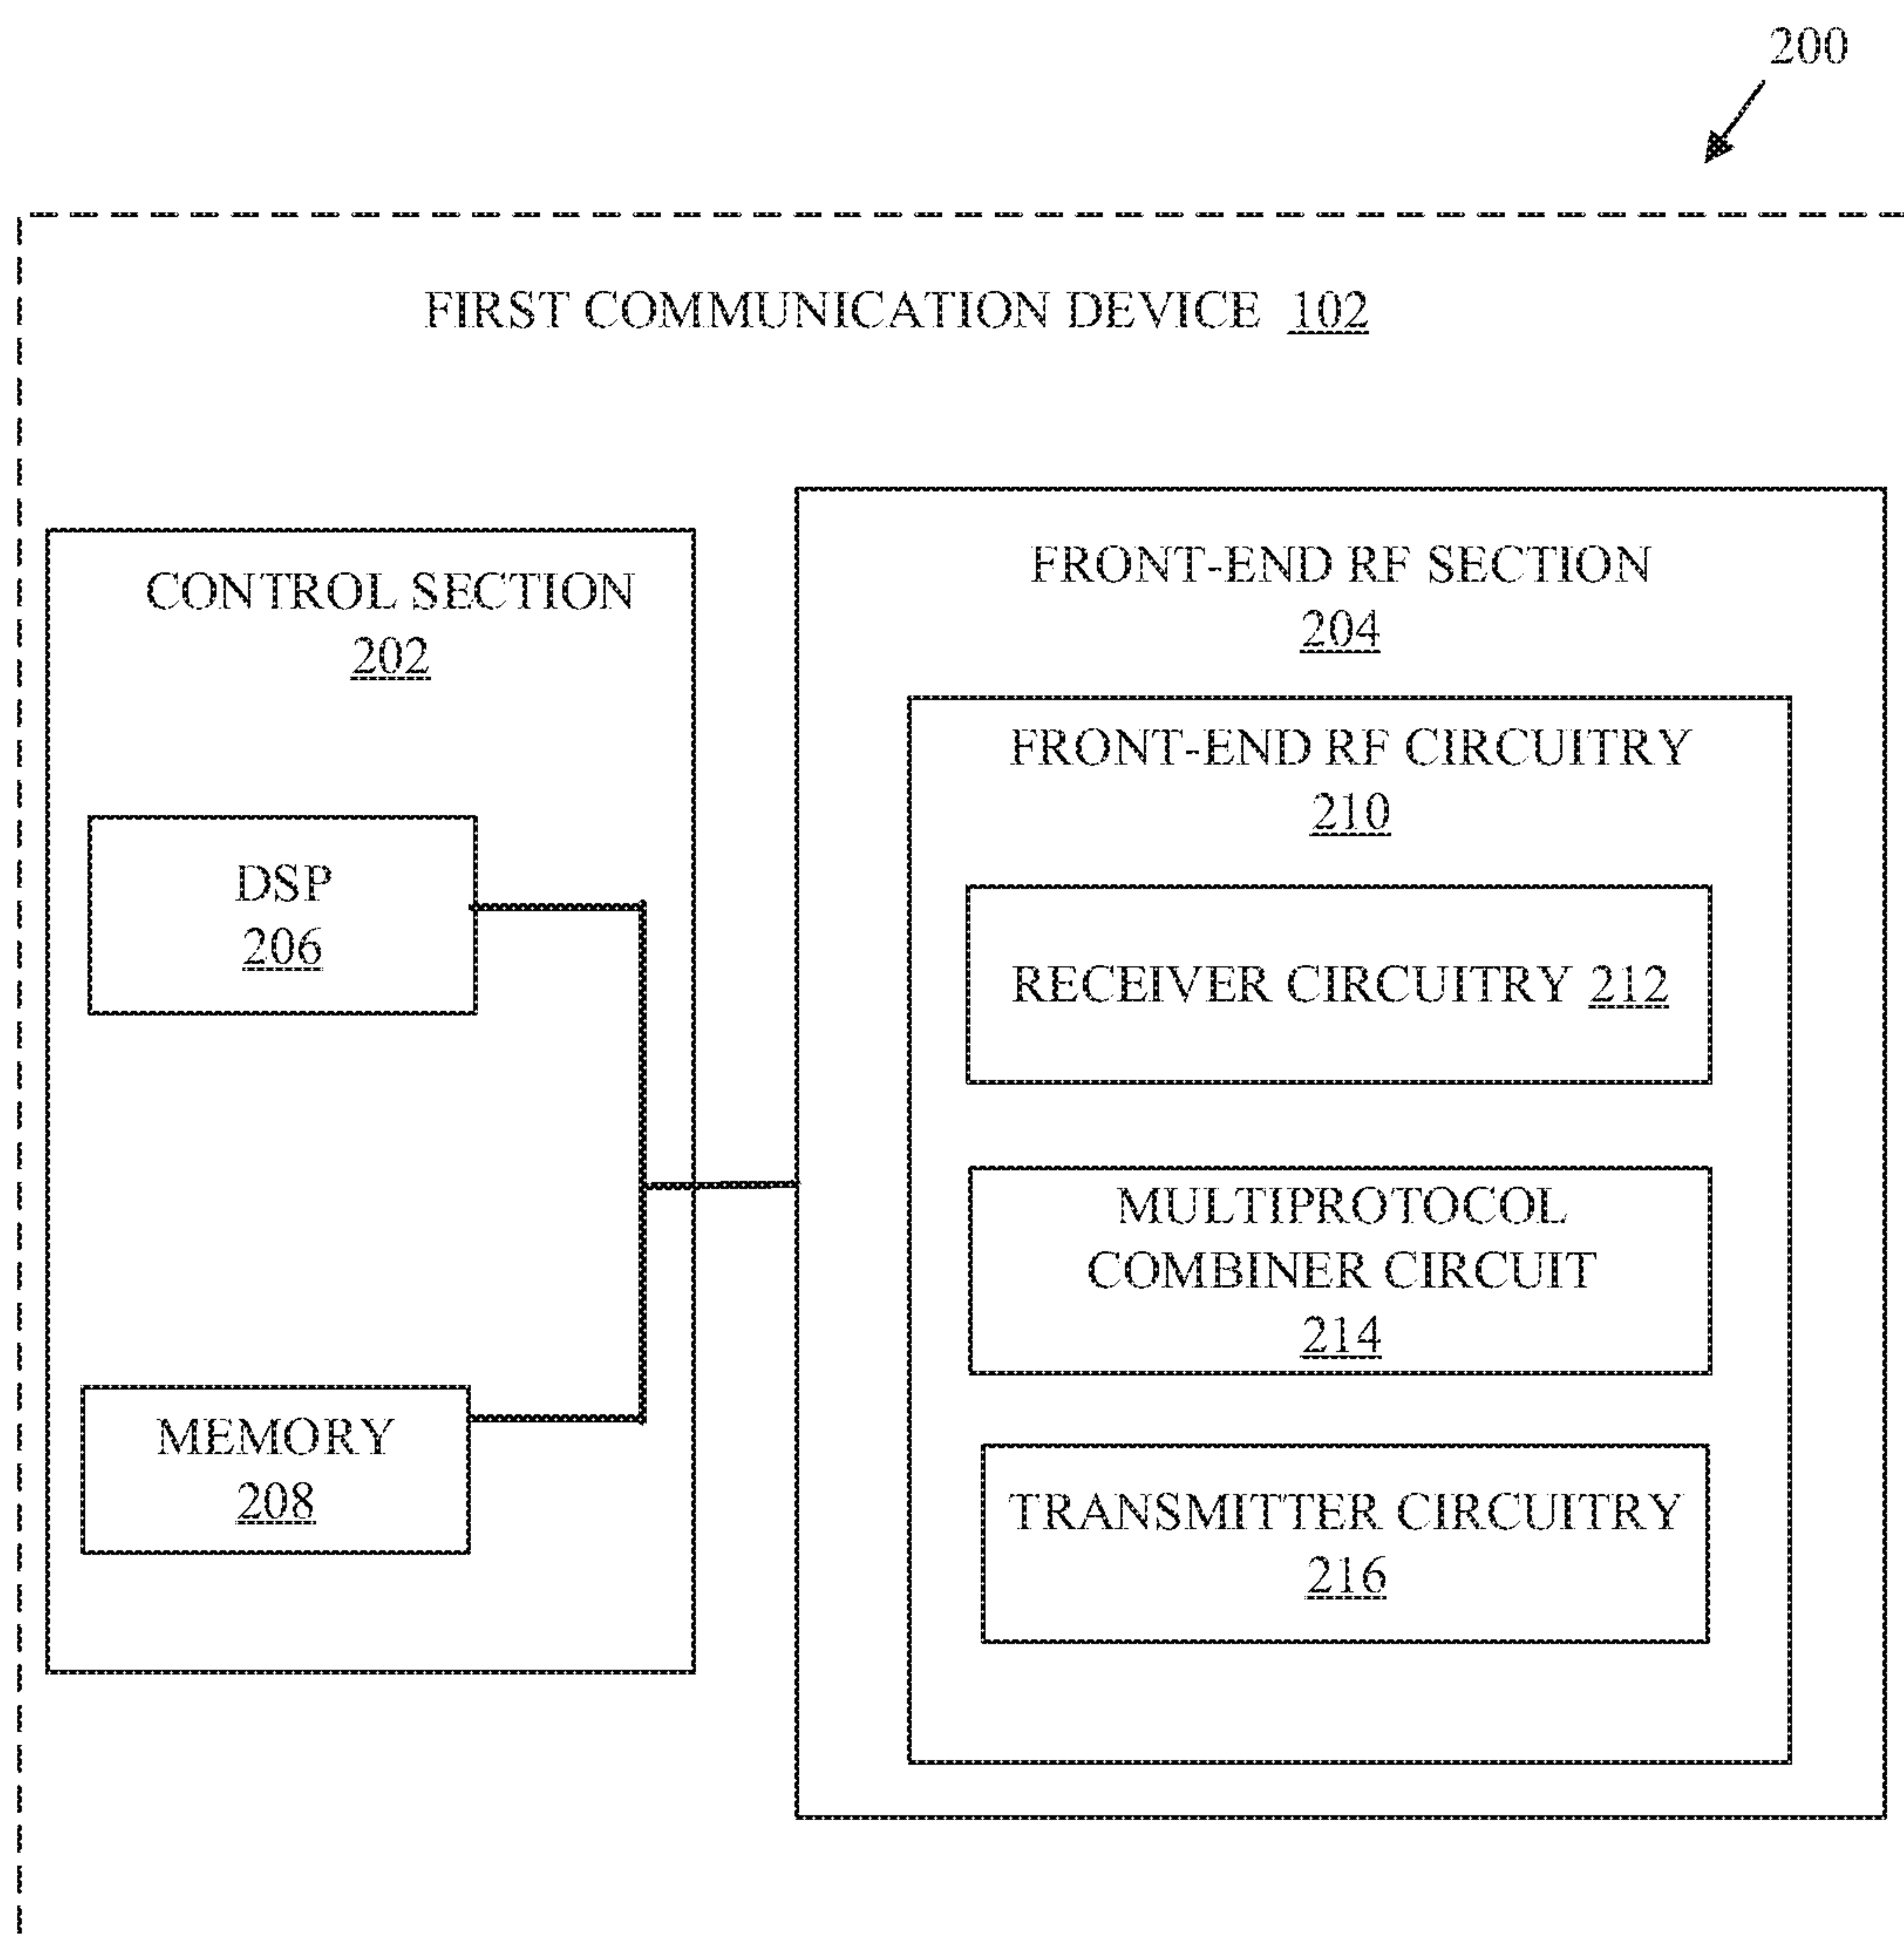 200
FIRST COMMUNICATION DEVICE 102
CONTROL SECTION
202
DSP
206
MEMORY
208
FRONT-END RF SECTION
204
FRONT-END RF CIRCUITRY
210
RECEIVER CIRCUITRY 212
MULTIPROTOCOL
COMBINER CIRCUIT
214
TRANSMITTER CIRCUITRY
216